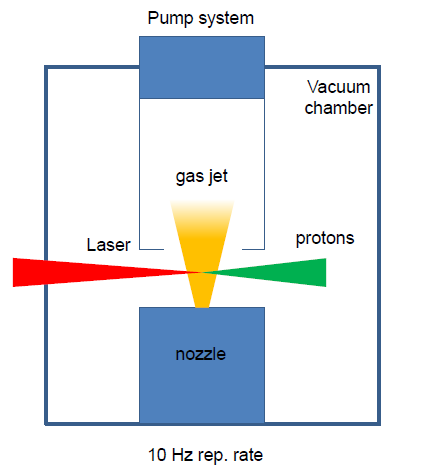 Pump system
Vacuum
chamber
gas jet
Laser
protons
nozzle
10 Hz rep. rate